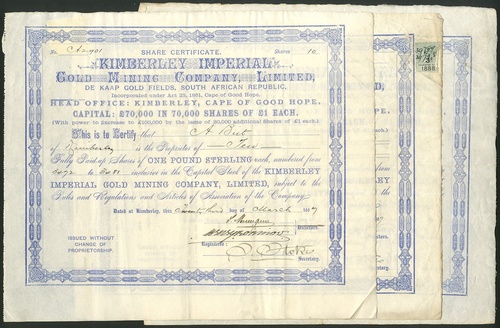 SHARE CERTIFICATE.
No. Shares 10
KIMBERLEY IMPERIAL
GOLD MINING COMPANY, LIMITED,
DE KAAP GOLD FIELDS, SOUTH AFRICAN REPUBLIC.
Incorporated under Act 23, 1861, Cape of Good Hope.
HEAD OFFICE: KIMBERLEY, CAPE OF GOOD HOPE.
CAPITAL: £70,000 IN 70,000 SHARES OF £1 EACH.
(With power to increase to £100,000 by the issue of 30,000 additional Shares of £1 each.)
This is to Certify that A Beit
of Kimberley is the Proprietor of Ten
Fully Paid-up Shares of ONE POUND STERLING each, numbered from
2072 to 2081 inclusive in the Capital Stock of the KIMBERLEY
IMPERIAL GOLD MINING COMPANY, LIMITED, subject to the
Rules and Regulations and Articles of Association of the Company.
Dated at Kimberley, this twenty third day of March 1887
Directors.
Registered:
Secretary.
ISSUED WITHOUT
CHANGE OF
PROPRIETORSHIP.
1888